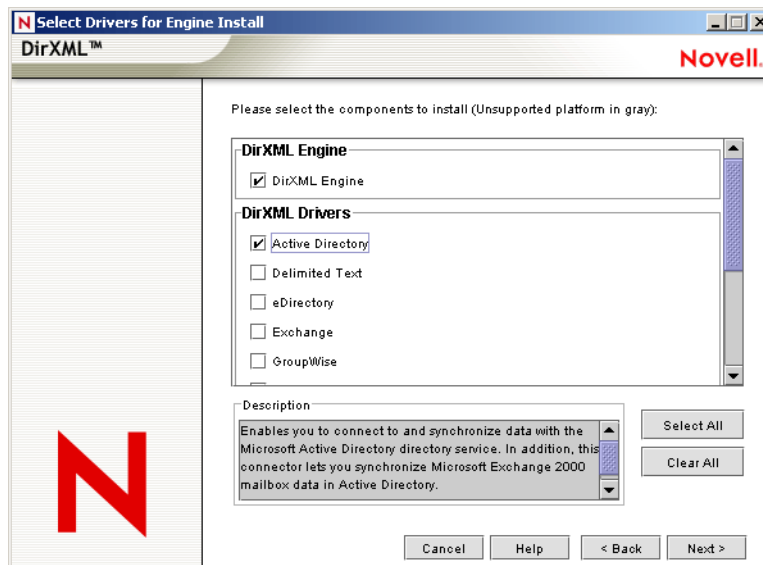 N Select Drivers for Engine Install
DirXML™
Novell.
Please select the components to install (Unsupported platform in gray):
DirXML Engine
DirXML Engine
DirXML Drivers
Active Directory
Delimited Text
eDirectory
Exchange
GroupWise
Description
Enables you to connect to and synchronize data with the
Microsoft Active Directory directory service. In addition, this
connector lets you synchronize Microsoft Exchange 2000
mailbox data in Active Directory.
Select All
Clear All
N
Cancel
Help
< Back
Next >